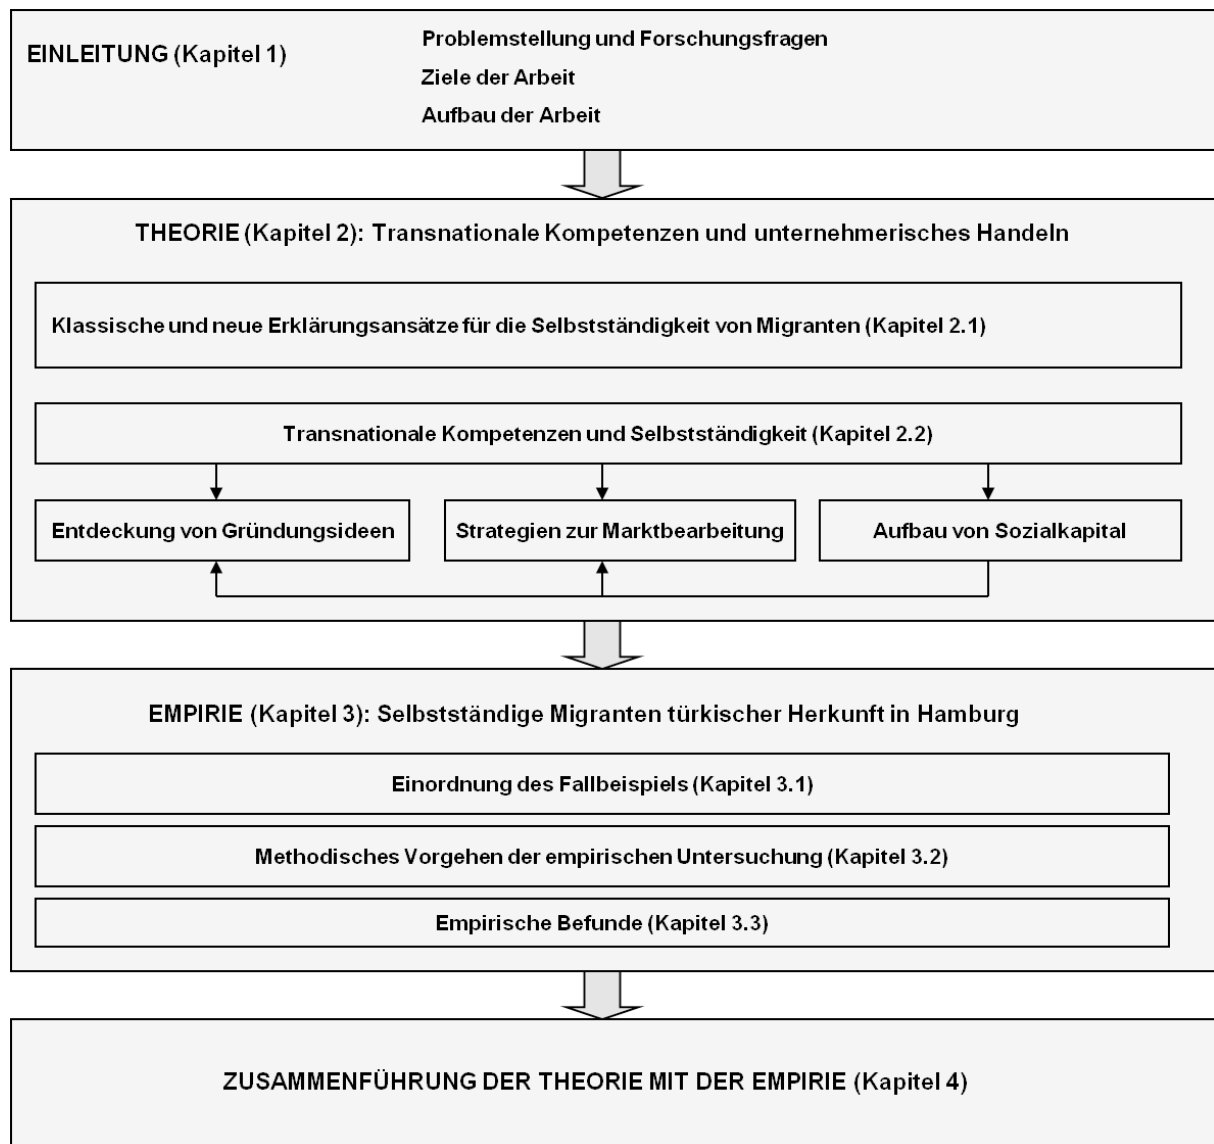 EINLEITUNG (Kapitel 1)
Problemstellung und Forschungsfragen
Ziele der Arbeit
Aufbau der Arbeit
THEORIE (Kapitel 2): Transnationale Kompetenzen und unternehmerisches Handeln
Klassische und neue Erklärungsansätze für die Selbstständigkeit von Migranten (Kapitel 2.1)
Transnationale Kompetenzen und Selbstständigkeit (Kapitel 2.2)
Entdeckung von Gründungsideen
Strategien zur Marktbearbeitung
Aufbau von Sozialkapital
EMPIRIE (Kapitel 3): Selbstständige Migranten türkischer Herkunft in Hamburg
Einordnung des Fallbeispiels (Kapitel 3.1)
Methodisches Vorgehen der empirischen Untersuchung (Kapitel 3.2)
Empirische Befunde (Kapitel 3.3)
ZUSAMMENFÜHRUNG DER THEORIE MIT DER EMPIRIE (Kapitel 4)